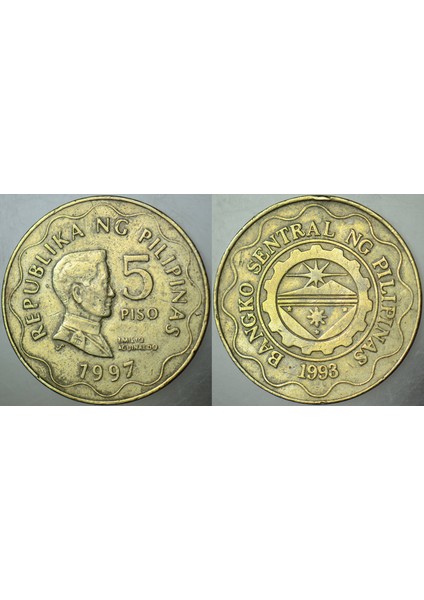 REPUBLIKA NG PILIPINAS
5
PISO
EMILIO
AGUINALDO
1997
BANGKO SENTRAL NG PILIPINAS
1993